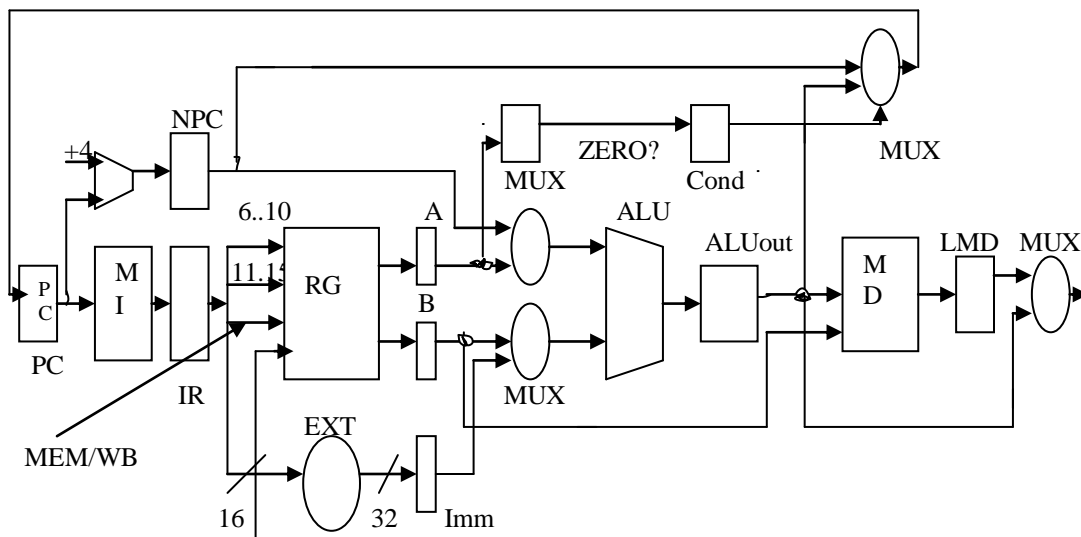 NPC
+4
MUX
ZERO?
Cond
MUX
6..10
A
ALU
ALUout
LMD
MUX
M
I
11.15
RG
B
M
D
P
C
PC
IR
MUX
EXT
MEM/WB
16
32
Imm